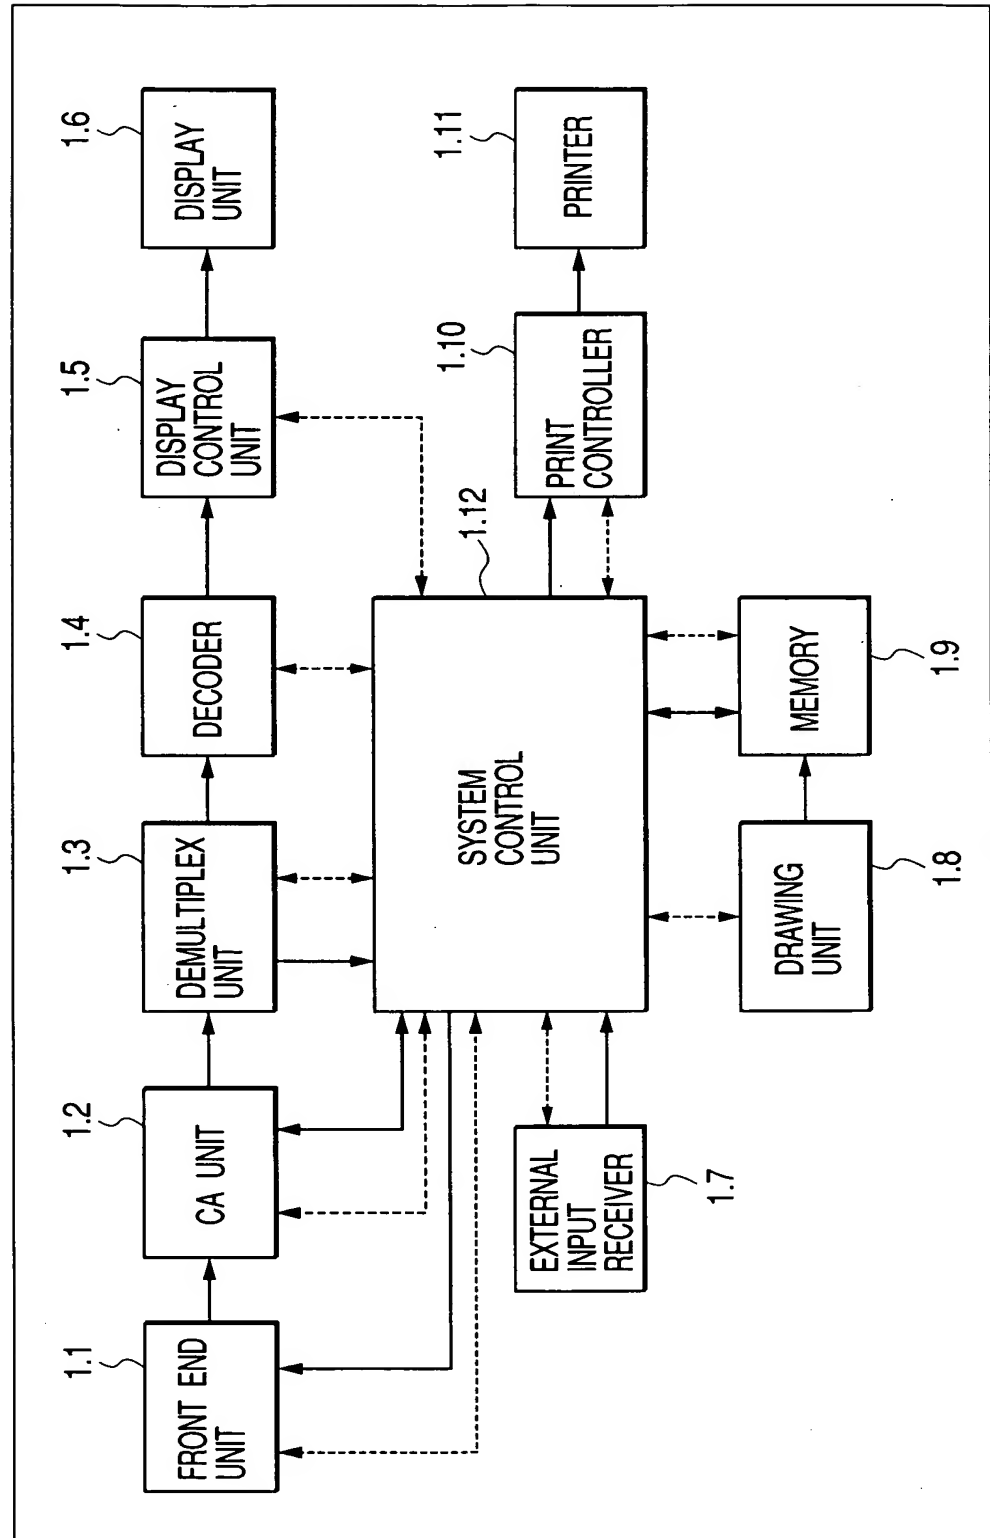 1.1
FRONT END
UNIT
1.2
CA UNIT
1.3
DEMULTIPLEX
UNIT
1.4
DECODER
1.5
DISPLAY
CONTROL
UNIT
1.6
DISPLAY
UNIT
1.12
SYSTEM
CONTROL
UNIT
1.10
PRINT
CONTROLLER
1.11
PRINTER
EXTERNAL
INPUT
RECEIVER
1.7
DRAWING
UNIT
1.8
MEMORY
1.9